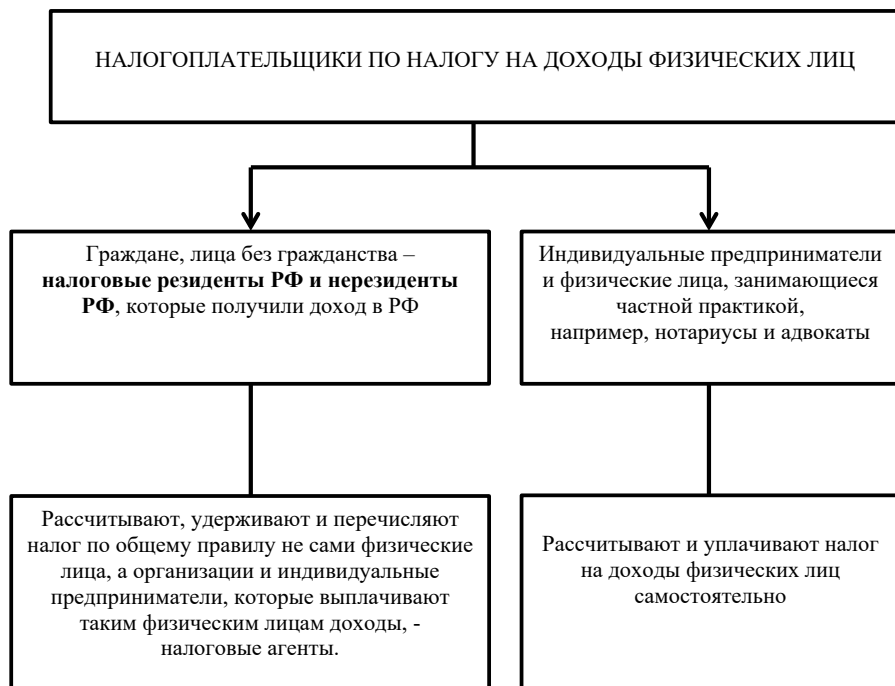 НАЛОГОПЛАТЕЛЬЩИКИ ПО НАЛОГУ НА ДОХОДЫ ФИЗИЧЕСКИХ ЛИЦ
Граждане, лица без гражданства –
налоговые резиденты РФ и нерезиденты
РФ, которые получили доход в РФ
Индивидуальные предприниматели
и физические лица, занимающиеся
частной практикой,
например, нотариусы и адвокаты
Рассчитывают, удерживают и перечисляют
налог по общему правилу не сами физические
лица, а организации и индивидуальные
предприниматели, которые выплачивают
таким физическим лицам доходы, -
налоговые агенты.
Рассчитывают и уплачивают налог
на доходы физических лиц
самостоятельно